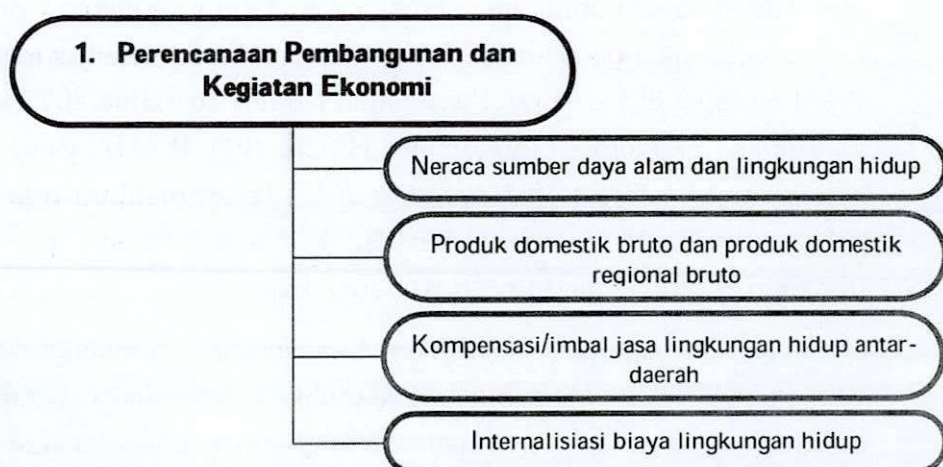 1. Perencanaan Pembangunan dan
Kegiatan Ekonomi
Neraca sumber daya alam dan lingkungan hidup
Produk domestik bruto dan produk domestik
regional bruto
Kompensasi/imbal jasa lingkungan hidup antar-
daerah
Internalisiasi biaya lingkungan hidup